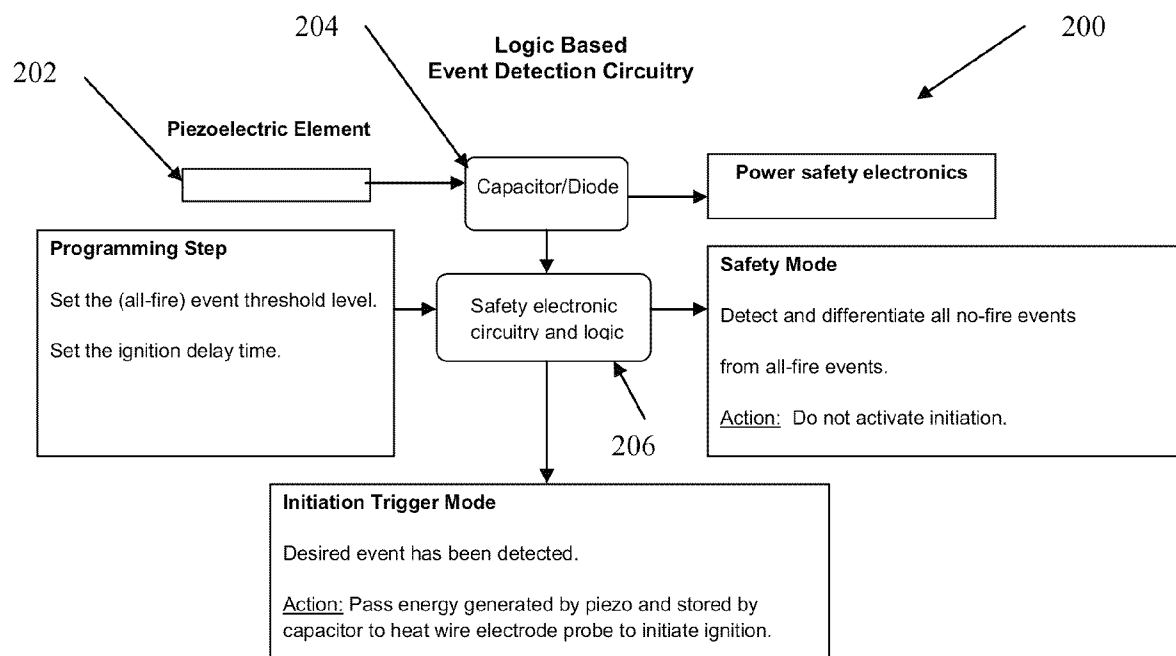 204
Logic Based
Event Detection Circuitry
200
202
Piezoelectric Element
Capacitor/Diode
Power safety electronics
Programming Step
Set the (all-fire) event threshold level.
Set the ignition delay time.
Safety electronic
circuitry and logic
Safety Mode
Detect and differentiate all no-fire events
from all-fire events.
Action: Do not activate initiation.
206
Initiation Trigger Mode
Desired event has been detected.
Action: Pass energy generated by piezo and stored by
capacitor to heat wire electrode probe to initiate ignition.